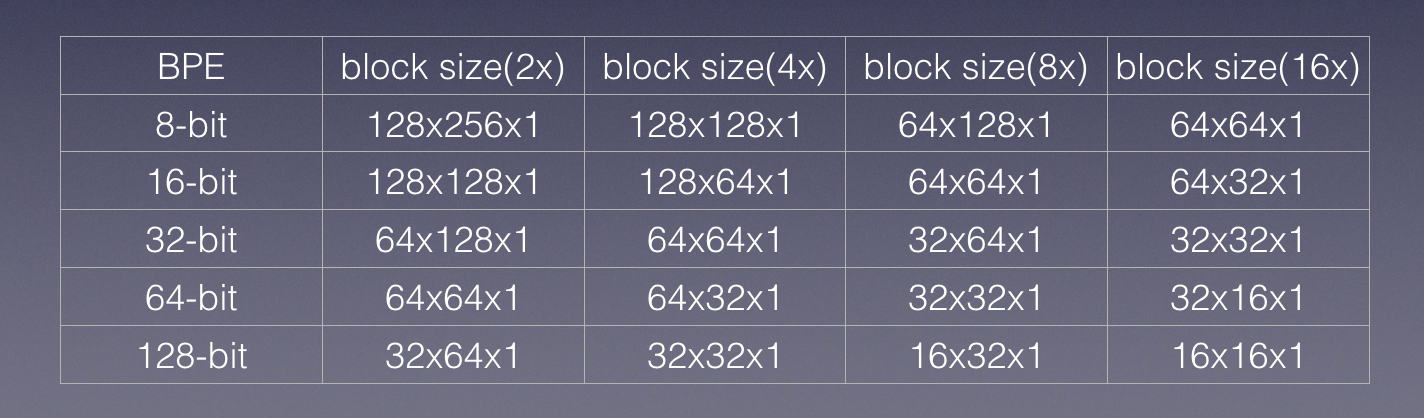 BPE block size(2x) block size(4x) block size(8x) block size(16x)
8-bit 128x256x1 128x128x1 64x128x1 64x64x1
16-bit 128x128x1 128x64x1 64x64x1 64x32x1
32-bit 64x128x1 64x64x1 32x64x1 32x32x1
64-bit 64x64x1 64x32x1 32x32x1 32x16x1
128-bit 32x64x1 32x32x1 16x32x1 16x16x1